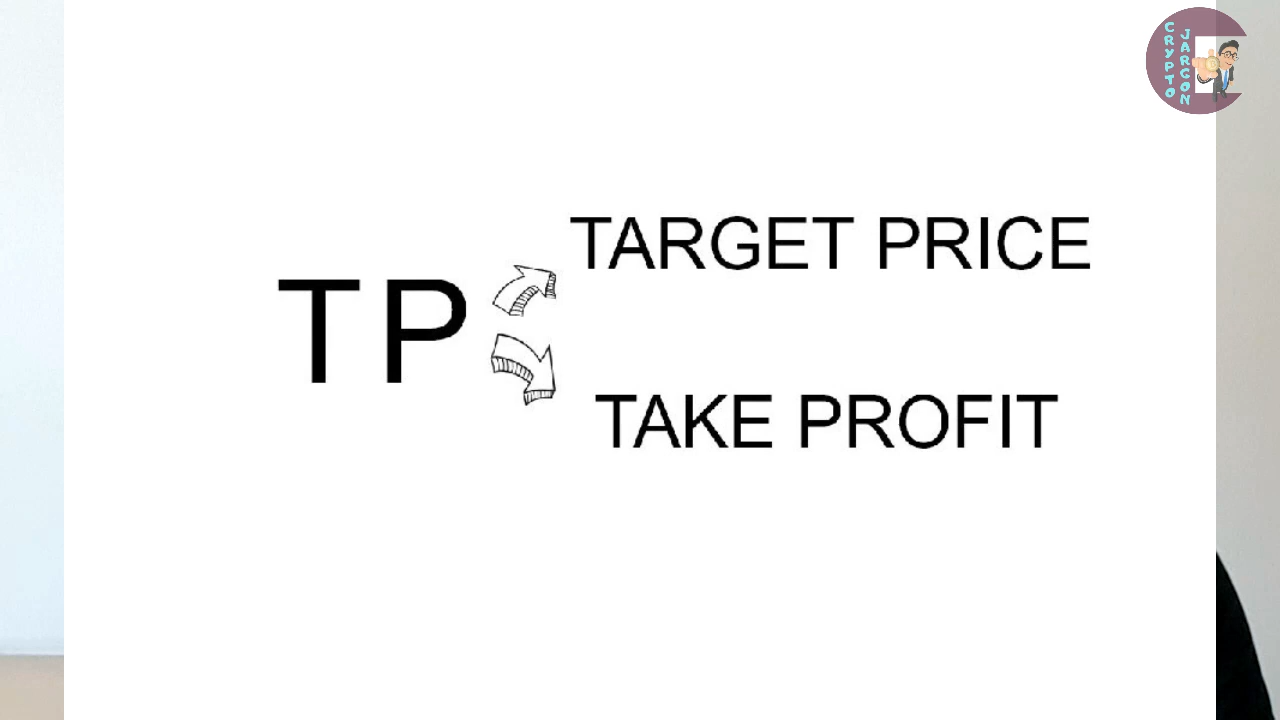 CRYPTO
JARGON
TARGET PRICE
TP
TAKE PROFIT